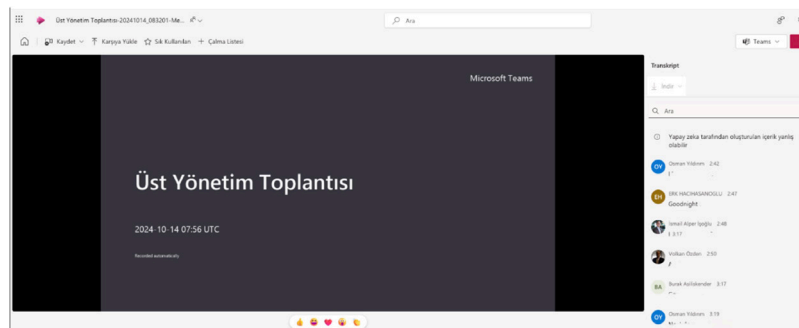 Üst Yönetim Toplantısı-20241014_083201-Me...
Ara
Kaydet
Karşıya Yükle
Sık Kullanılan
Çalma Listesi
Teams
Microsoft Teams
Üst Yönetim Toplantısı
2024-10-14 07:56 UTC
Recorded automatically
Transkript
İndir
Ara
Yapay zeka tarafından oluşturulan içerik yanlış
olabilir
OY Osman Yıldırım 2:42
EH ERK HACIHASANOĞLU 2:47
Goodnight
İsmail Alper 2:48
3:17
Volkan Özden 2:50
BA Burak 3:17
OY Osman Yıldırım 3:19